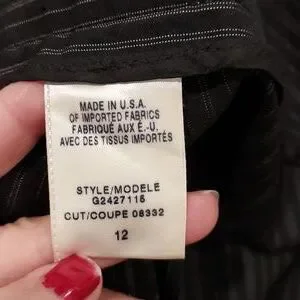 MADE IN U.S.A.
OF IMPORTED FABRICS
FABRIQUÉ AUX É.-U.
AVEC DES TISSUS IMPORTÉS
STYLE/MODELE
G2427115
CUT/COUPE 08332
12